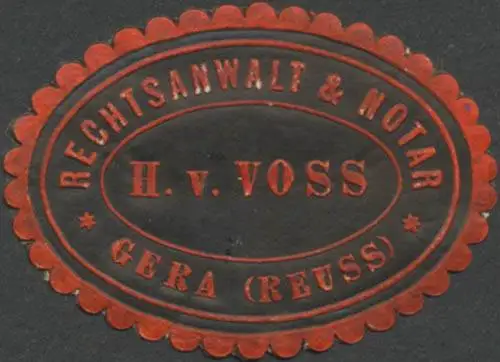 RECHTSANWALT & NOTAR
H. v. VOSS
* GERA (REUSS) *